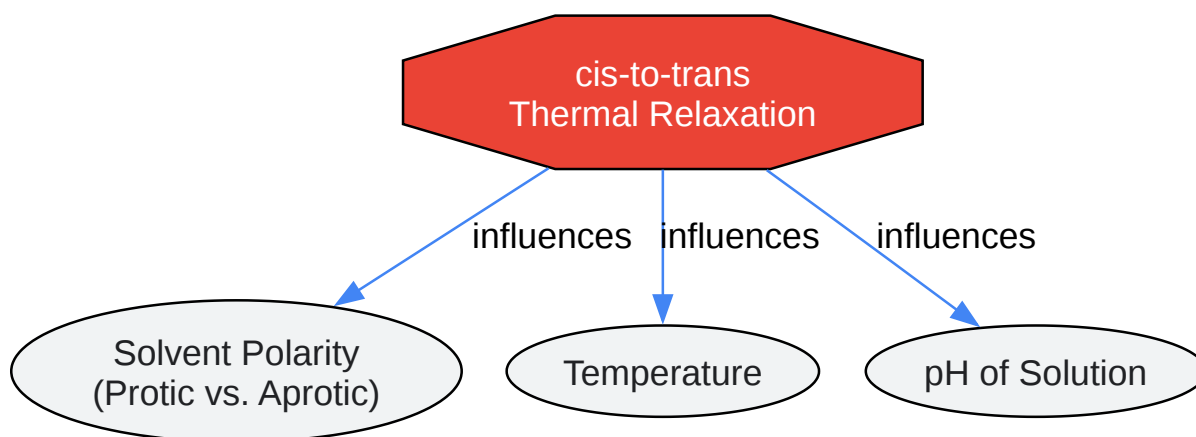 cis-to-trans
Thermal Relaxation
influences
influences
influences
Solvent Polarity
(Protic vs. Aprotic)
Temperature
pH of Solution